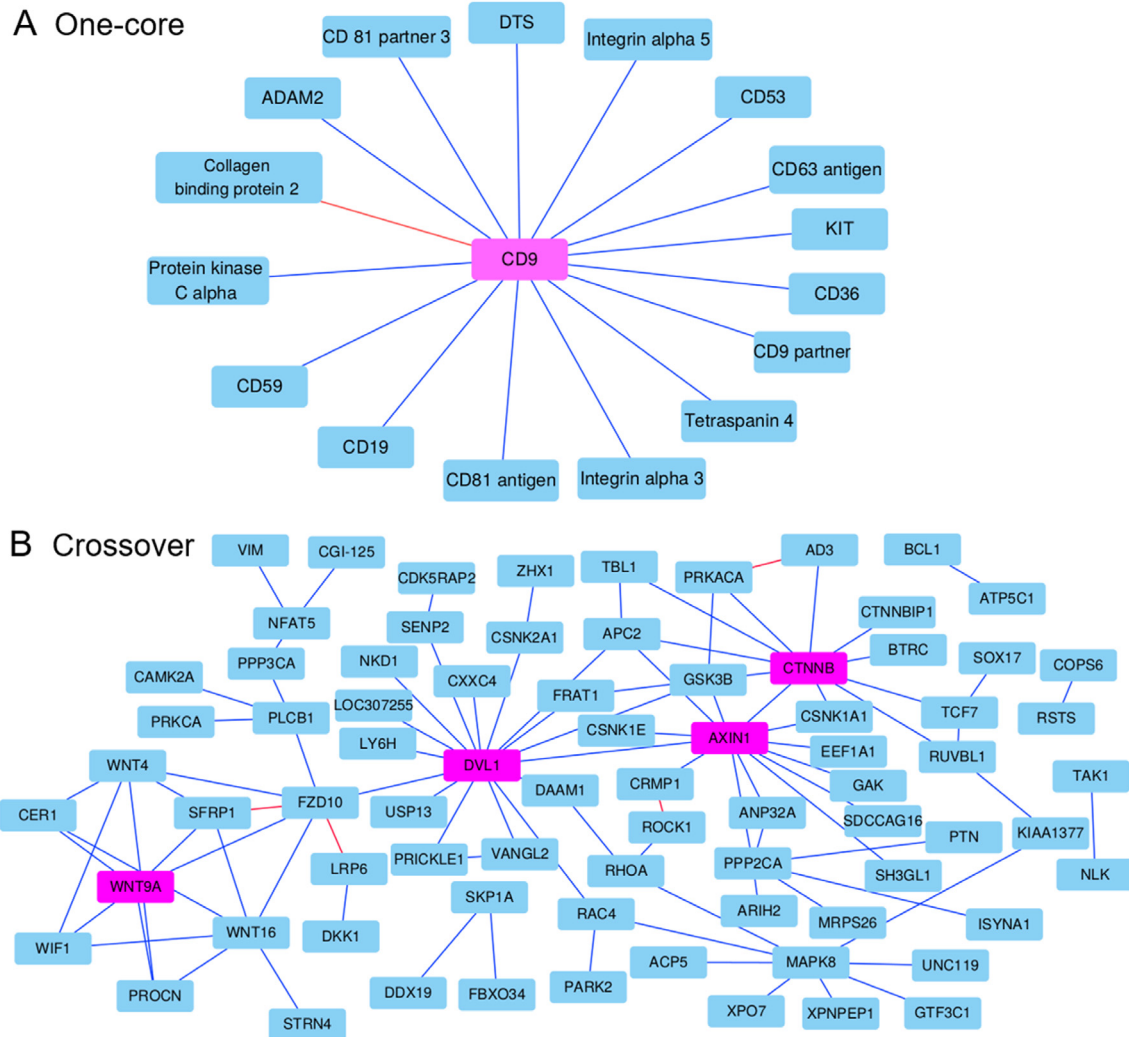 A One-core
DTS
CD 81 partner 3
Integrin alpha 5
ADAM2
CD53
Collagen
binding protein 2
CD63 antigen
KIT
CD9
Protein kinase
C alpha
CD36
CD9 partner
CD59
Tetraspanin 4
CD19
CD81 antigen
Integrin alpha 3
B Crossover
VIM
CGI-125
CDK5RAP2
ZHX1
TBL1
PRKACA
AD3
BCL1
ATP5C1
NFAT5
SENP2
CSNK2A1
APC2
CTNNBIP1
BTRC
PPP3CA
NKD1
CXXC4
FRAT1
GSK3B
CTNNB
SOX17
COPS6
CAMK2A
LOC307255
PRKCA
PLCB1
LY6H
CSNK1E
AXIN1
CSNK1A1
TCF7
RSTS
EEF1A1
RUVBL1
WNT4
DVL1
DAAM1
CRMP1
GAK
TAK1
CER1
SFRP1
FZD10
USP13
ROCK1
ANP32A
SDCCAG16
PTN
KIAA1377
PRICKLE1
VANGL2
LRP6
RHOA
PPP2CA
SH3GL1
NLK
WNT9A
SKP1A
RAC4
ARIH2
MRPS26
ISYNA1
WIF1
WNT16
DKK1
ACP5
MAPK8
UNC119
PROCN
DDX19
FBXO34
PARK2
STRN4
XPO7
XPNPEP1
GTF3C1